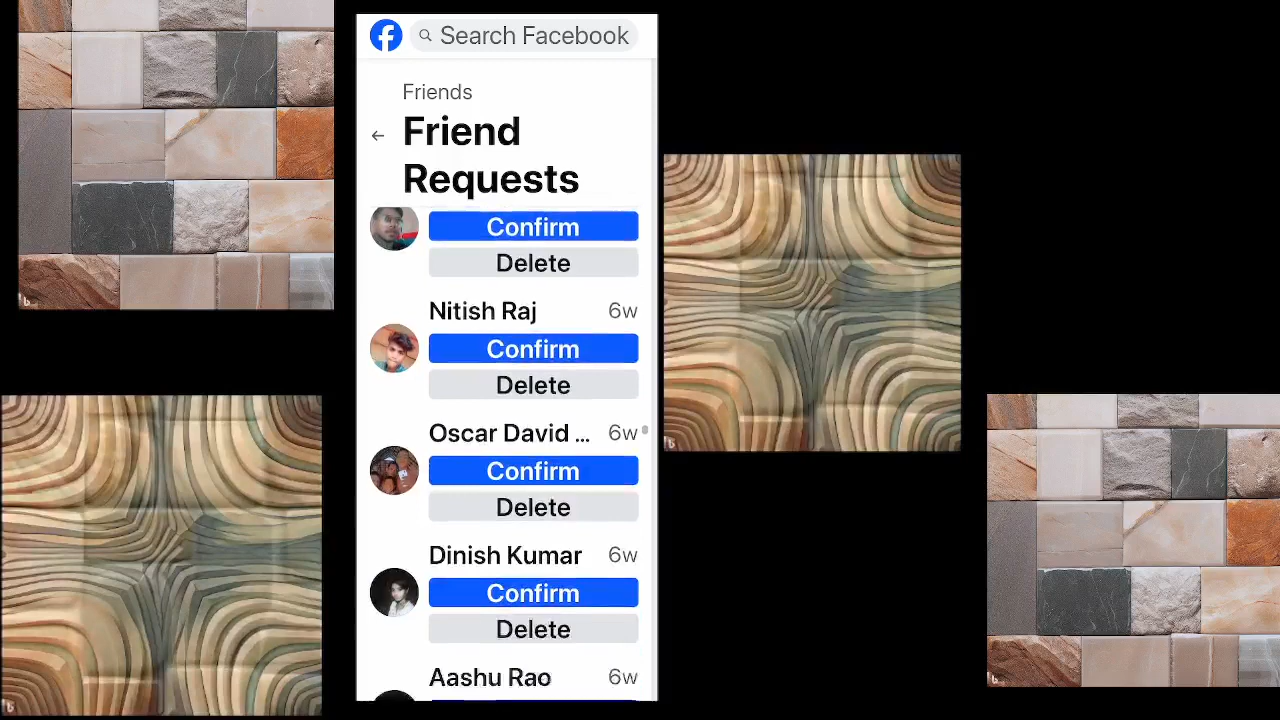 Search Facebook
Friends
Friend
Requests
Confirm
Delete
Nitish Raj 6w
Confirm
Delete
Oscar David ... 6w
Confirm
Delete
Dinish Kumar 6w
Confirm
Delete
Aashu Rao 6w